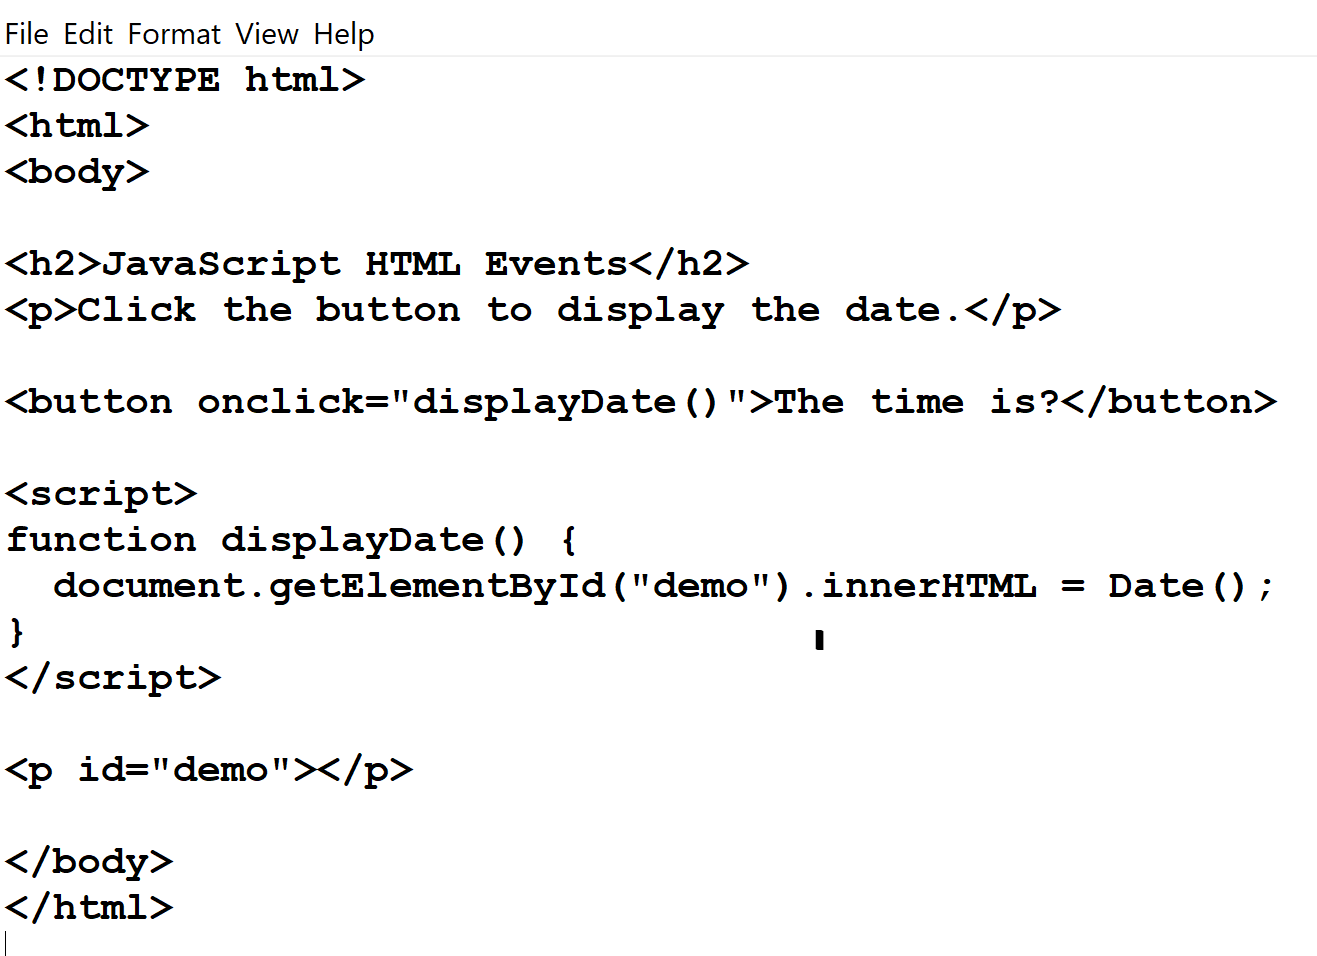 File Edit Format View Help
<!DOCTYPE html>
<html>
<body>
<h2>JavaScript HTML Events</h2>
<p>Click the button to display the date.</p>
<button onclick="displayDate()">The time is?</button>
<script>
function displayDate() {
  document.getElementById("demo").innerHTML = Date();
}
</script>
<p id="demo"></p>
</body>
</html>